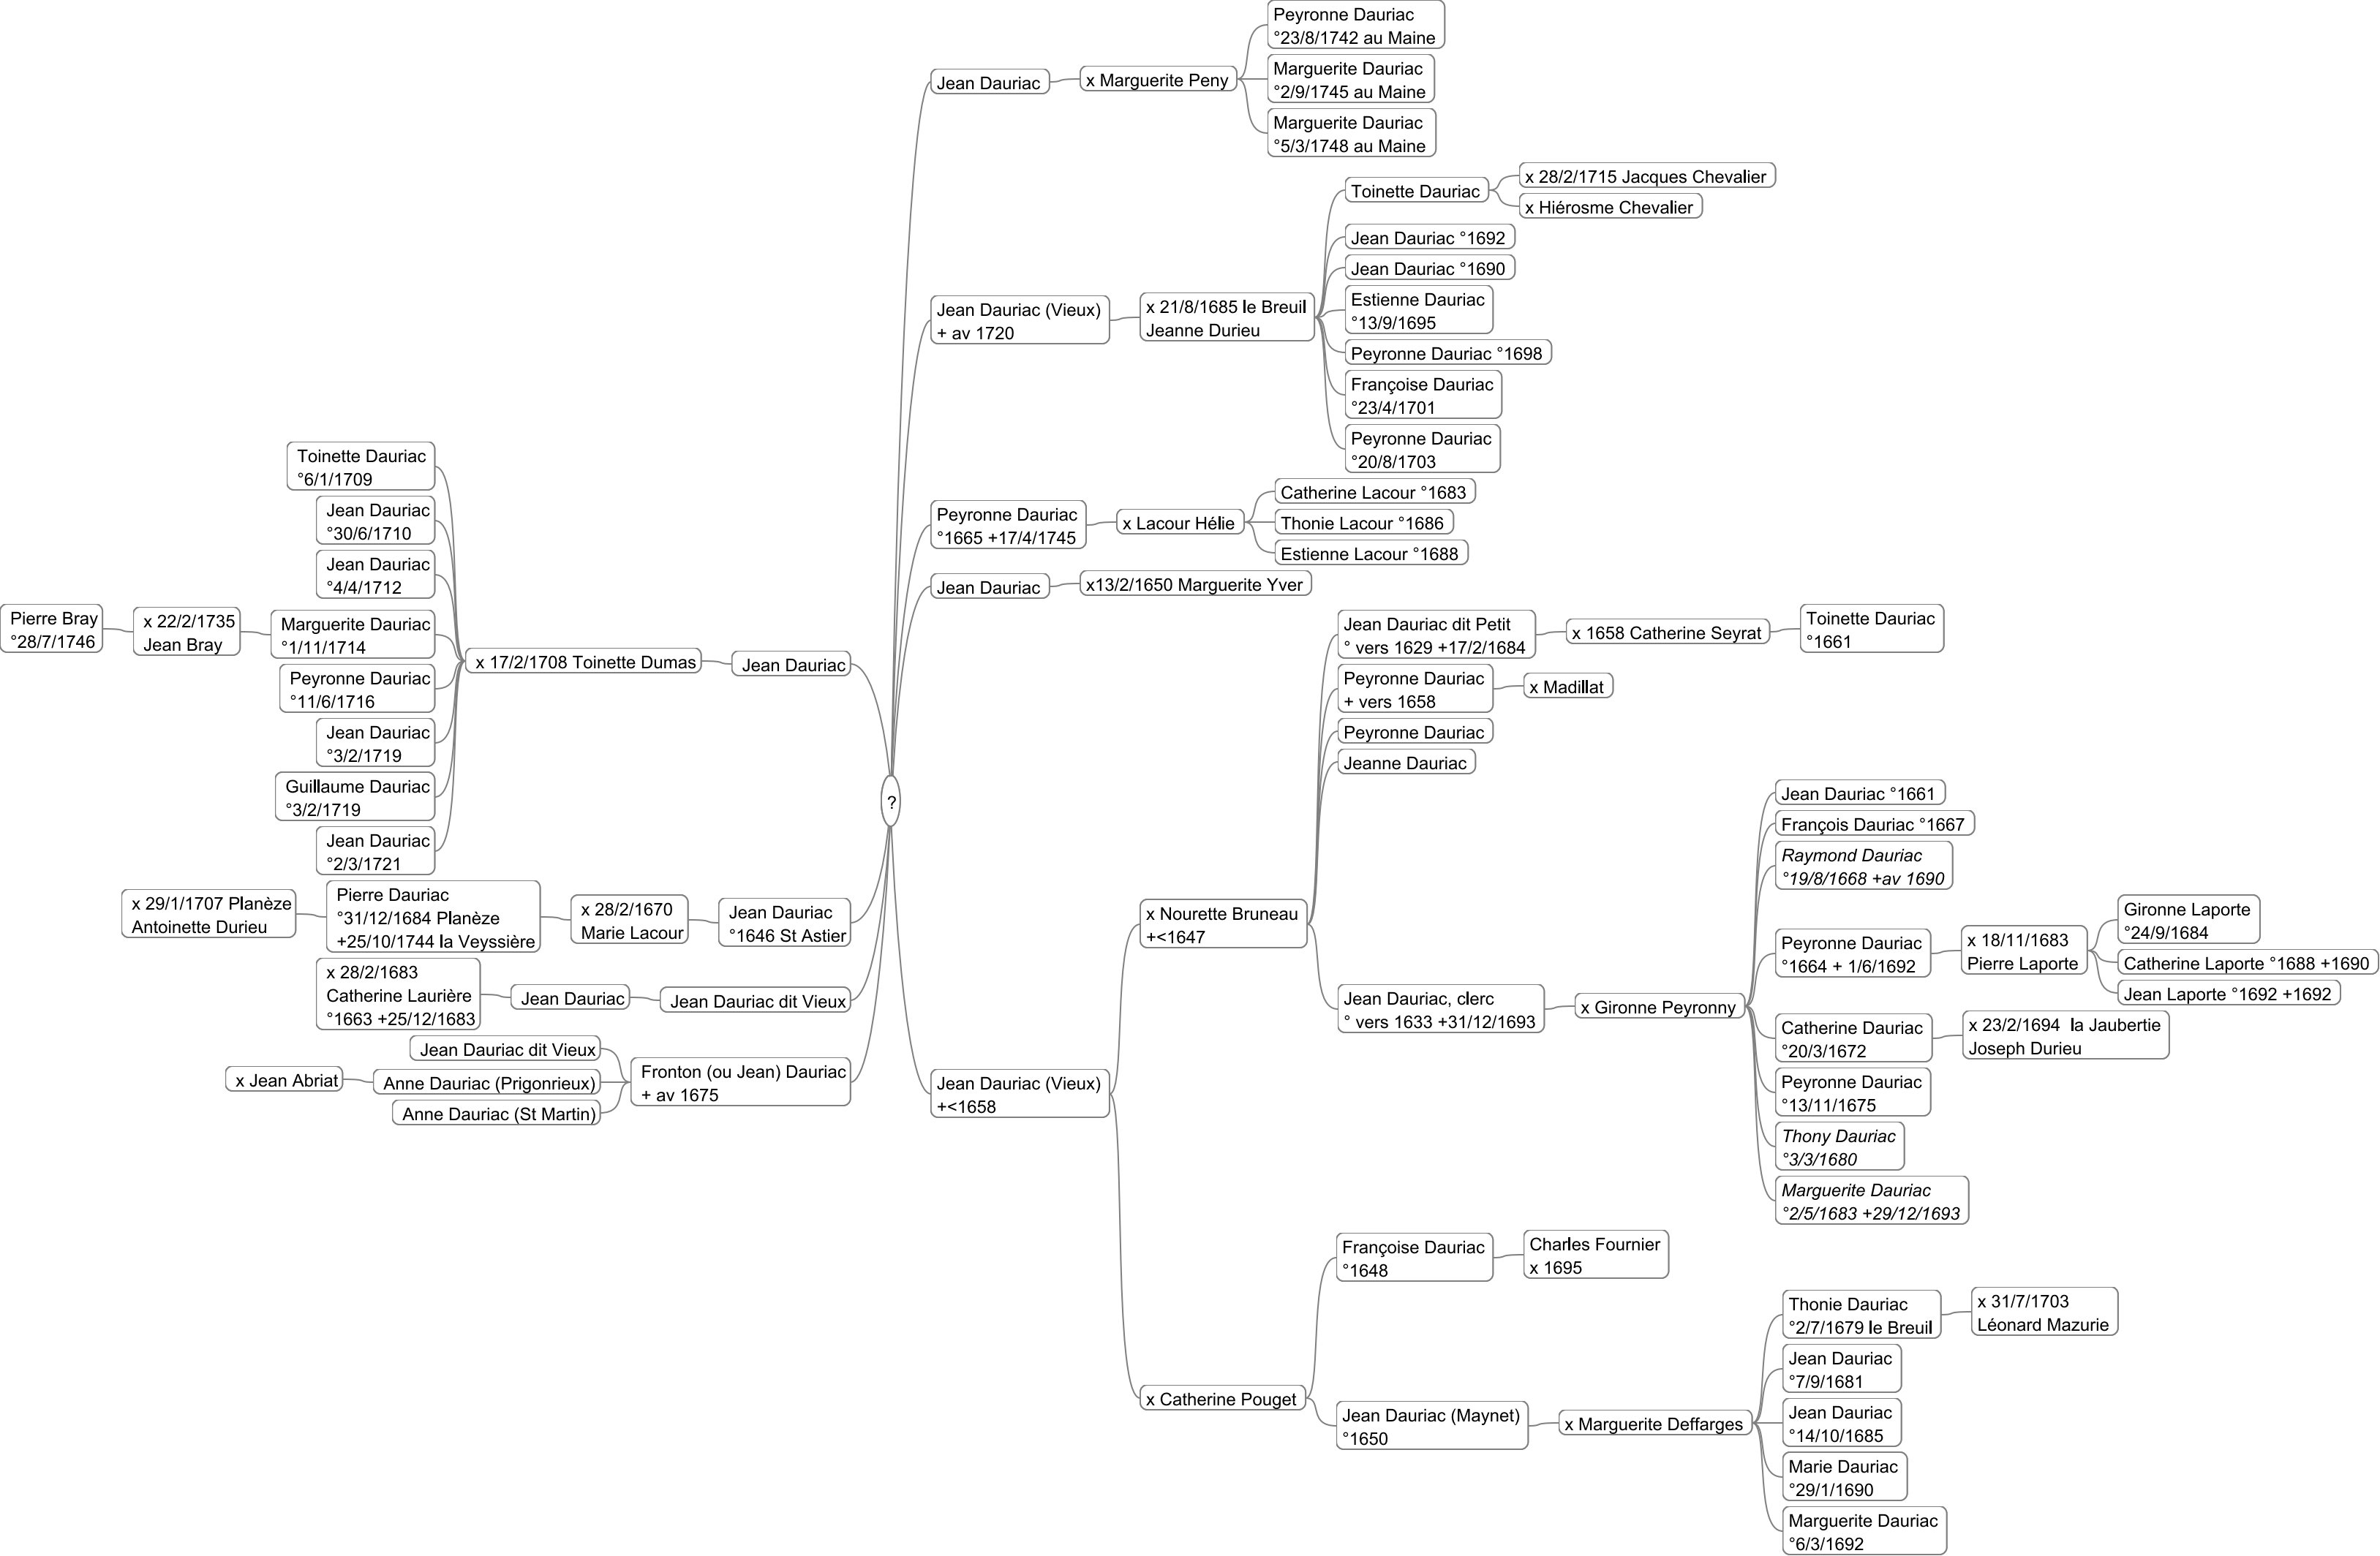 Peyronne Dauriac
°23/8/1742 au Maine
Jean Dauriac
x Marguerite Peny
Marguerite Dauriac
°2/9/1745 au Maine
Marguerite Dauriac
°5/3/1748 au Maine
Toinette Dauriac
x 28/2/1715 Jacques Chevalier
x Hiérosme Chevalier
Jean Dauriac °1692
Jean Dauriac °1690
Jean Dauriac (Vieux)
+ av 1720
x 21/8/1685 le Breuil
Jeanne Durieu
Estienne Dauriac
°13/9/1695
Peyronne Dauriac °1698
Françoise Dauriac
°23/4/1701
Peyronne Dauriac
°20/8/1703
Peyronne Dauriac
°1665 +17/4/1745
x Lacour Hélie
Catherine Lacour °1683
Thonie Lacour °1686
Estienne Lacour °1688
Jean Dauriac
x13/2/1650 Marguerite Yver
Toinette Dauriac
°6/1/1709
Jean Dauriac
°30/6/1710
Jean Dauriac
°4/4/1712
Pierre Bray
°28/7/1746
x 22/2/1735
Jean Bray
Marguerite Dauriac
°1/11/1714
Peyronne Dauriac
°11/6/1716
Jean Dauriac
°3/2/1719
Guillaume Dauriac
°3/2/1719
Jean Dauriac
°2/3/1721
x 17/2/1708 Toinette Dumas
Jean Dauriac
x 29/1/1707 Planèze
Antoinette Durieu
Pierre Dauriac
°31/12/1684 Planèze
+25/10/1744 la Veyssière
x 28/2/1670
Marie Lacour
Jean Dauriac
°1646 St Astier
x 28/2/1683
Catherine Laurière
°1663 +25/12/1683
Jean Dauriac
Jean Dauriac dit Vieux
Jean Dauriac dit Vieux
x Jean Abriat
Anne Dauriac (Prigonrieux)
Anne Dauriac (St Martin)
Fronton (ou Jean) Dauriac
+ av 1675
?
Jean Dauriac (Vieux)
+<1658
x Nourette Bruneau
+<1647
Jean Dauriac dit Petit
° vers 1629 +17/2/1684
x 1658 Catherine Seyrat
Toinette Dauriac
°1661
Peyronne Dauriac
+ vers 1658
x Madillat
Peyronne Dauriac
Jeanne Dauriac
Jean Dauriac, clerc
° vers 1633 +31/12/1693
x Gironne Peyronny
Jean Dauriac °1661
François Dauriac °1667
Raymond Dauriac
°19/8/1668 +av 1690
Peyronne Dauriac
°1664 + 1/6/1692
x 18/11/1683
Pierre Laporte
Gironne Laporte
°24/9/1684
Catherine Laporte °1688 +1690
Jean Laporte °1692 +1692
Catherine Dauriac
°20/3/1672
x 23/2/1694  la Jaubertie
Joseph Durieu
Peyronne Dauriac
°13/11/1675
Thony Dauriac
°3/3/1680
Marguerite Dauriac
°2/5/1683 +29/12/1693
x Catherine Pouget
Françoise Dauriac
°1648
Charles Fournier
x 1695
Jean Dauriac (Maynet)
°1650
x Marguerite Deffarges
Thonie Dauriac
°2/7/1679 le Breuil
x 31/7/1703
Léonard Mazurie
Jean Dauriac
°7/9/1681
Jean Dauriac
°14/10/1685
Marie Dauriac
°29/1/1690
Marguerite Dauriac
°6/3/1692